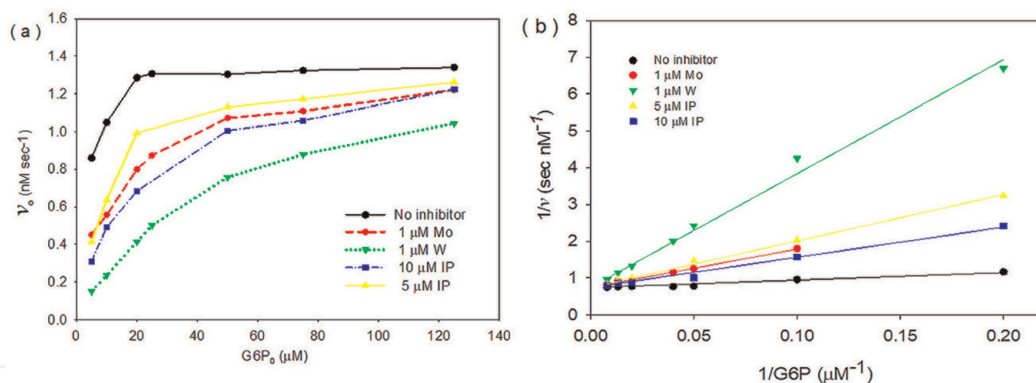 ( a )
1.6
1.4
1.2
1.0
0.8
0.6
0.4
0.2
0.0
𝒱o (nM sec-1)
No inhibitor
1 μM Mo
1 μM W
10 μM IP
5 μM IP
0 20 40 60 80 100 120 140
G6P0 (μM)
( b )
8
7
6
5
4
3
2
1
0
1/ν (sec nM−1)
No inhibitor
1 μM Mo
1 μM W
5 μM IP
10 μM IP
0.00 0.05 0.10 0.15 0.20
1/G6P (μM−1)